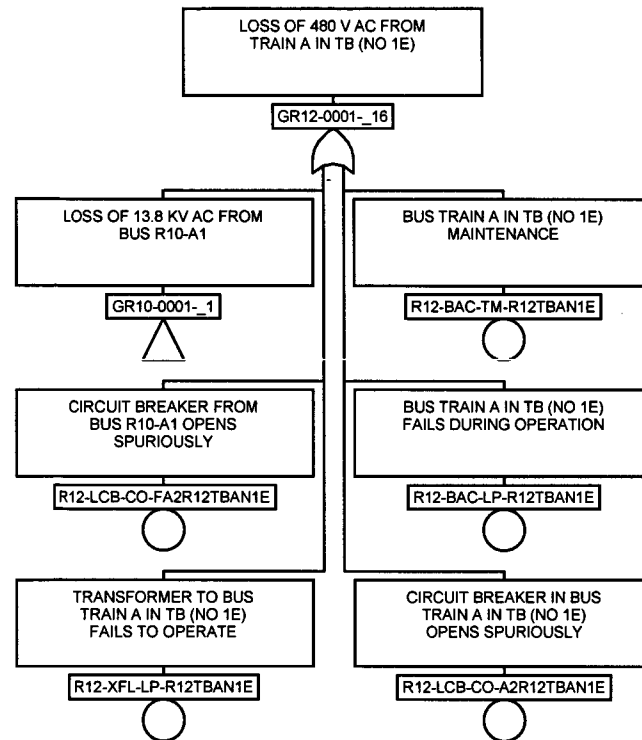 LOSS OF 480 V AC FROM
TRAIN A IN TB (NO 1E)
GR12-0001-_16
LOSS OF 13.8 KV AC FROM
BUS R10-A1
GR10-0001-_1
BUS TRAIN A IN TB (NO 1E)
MAINTENANCE
R12-BAC-TM-R12TBAN1E
CIRCUIT BREAKER FROM
BUS R10-A1 OPENS
SPURIOUSLY
R12-LCB-CO-FA2R12TBAN1E
BUS TRAIN A IN TB (NO 1E)
FAILS DURING OPERATION
R12-BAC-LP-R12TBAN1E
TRANSFORMER TO BUS
TRAIN A IN TB (NO 1E)
FAILS TO OPERATE
R12-XFL-LP-R12TBAN1E
CIRCUIT BREAKER IN BUS
TRAIN A IN TB (NO 1E)
OPENS SPURIOUSLY
R12-LCB-CO-A2R12TBAN1E